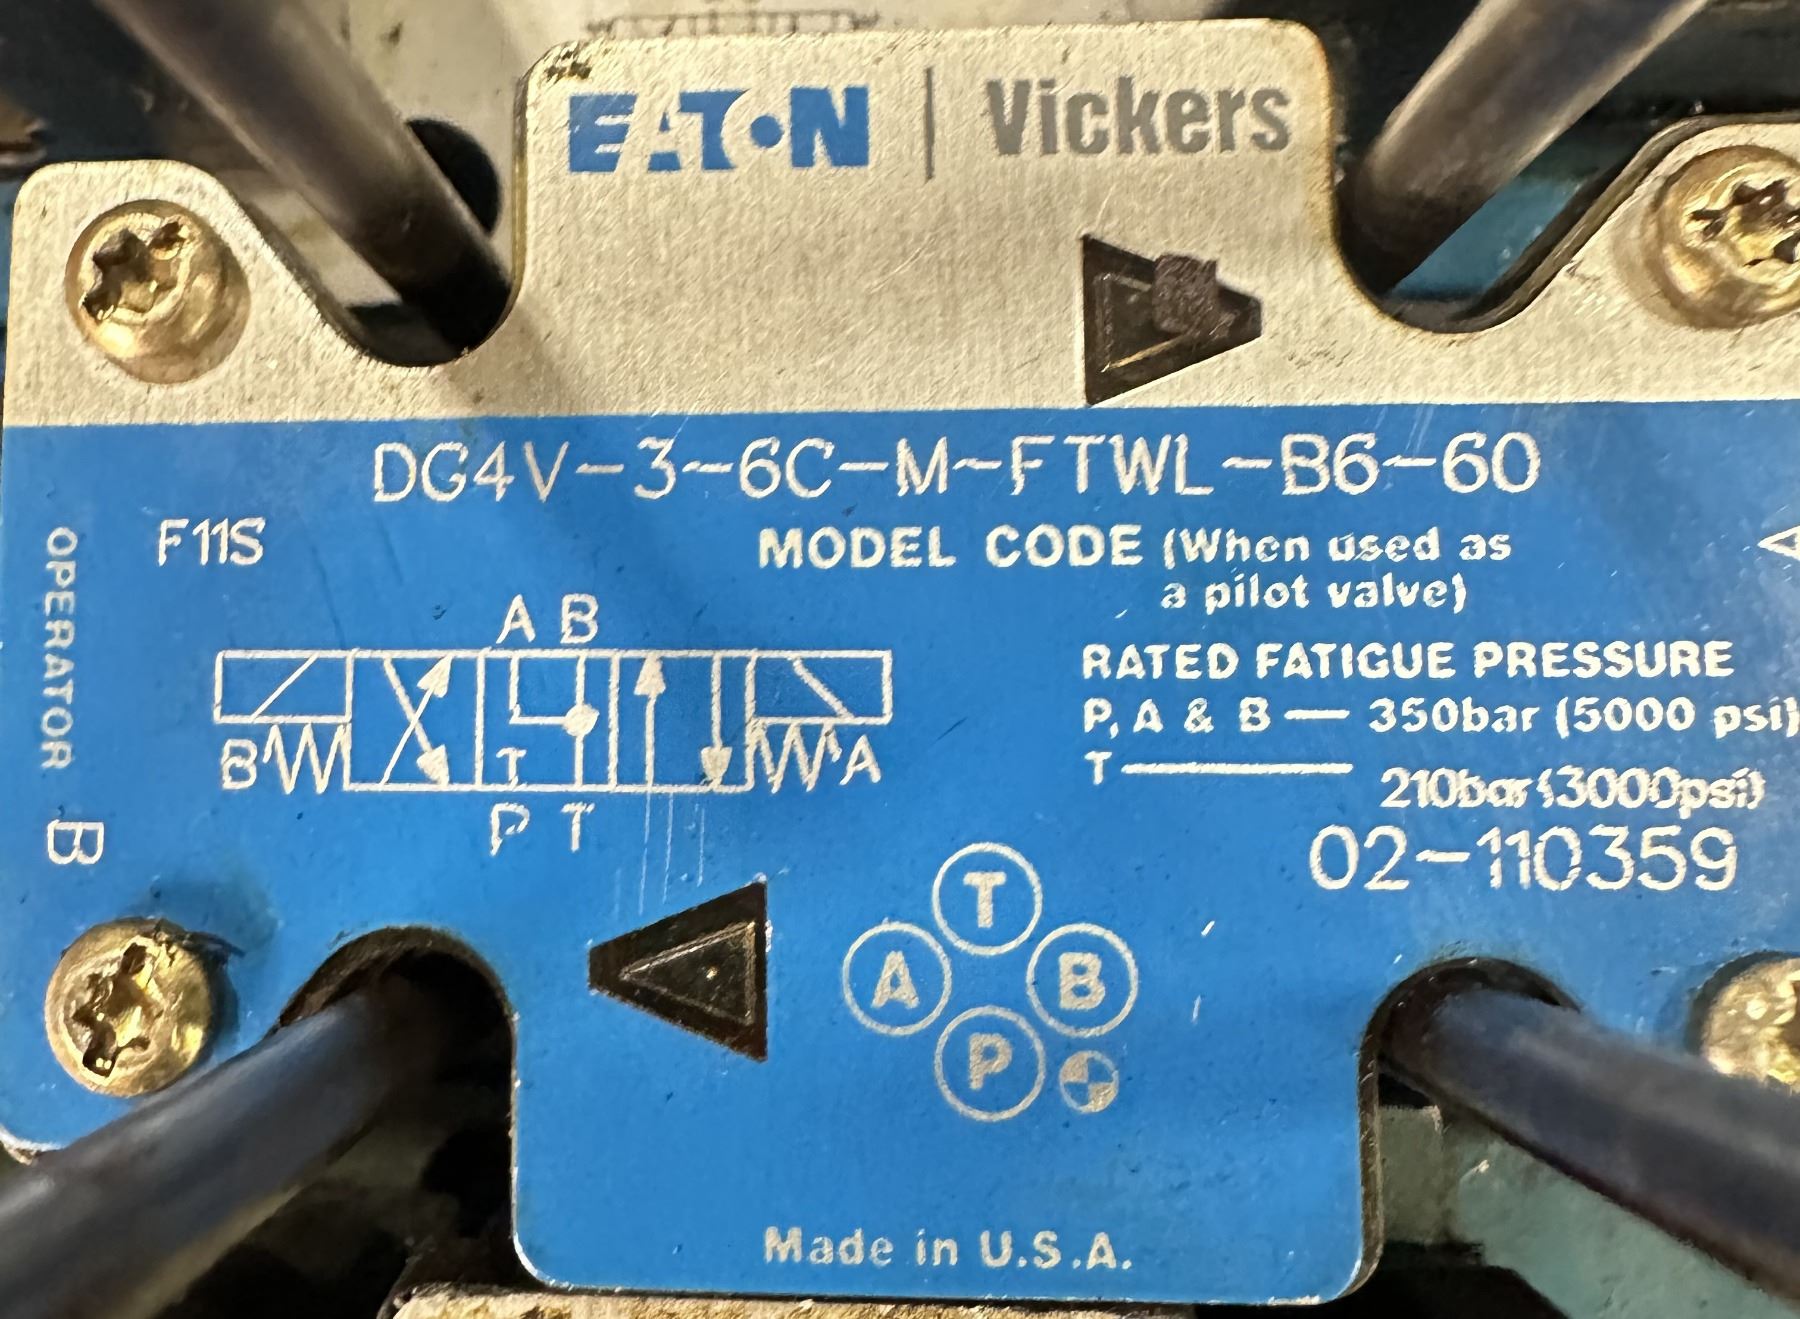 EATON | Vickers
DG4V-3-6C-M-FTWL-B6-60
F11S
MODEL CODE (When used as
a pilot valve)
A
OPERATOR B
A B
B
T
A
P T
RATED FATIGUE PRESSURE
P, A & B — 350bar (5000 psi)
T — 210bar (3000psi)
02-110359
T
A B
P
Made in U.S.A.